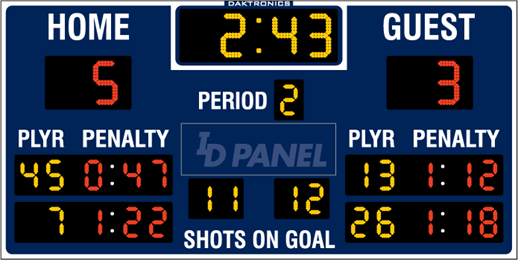 DAKTRONICS
HOME 2:43 GUEST
5 3
PERIOD 2
PLYR PENALTY PLYR PENALTY
ID PANEL
45 0:47 13 1:12
11 12
7 1:22 26 1:18
SHOTS ON GOAL